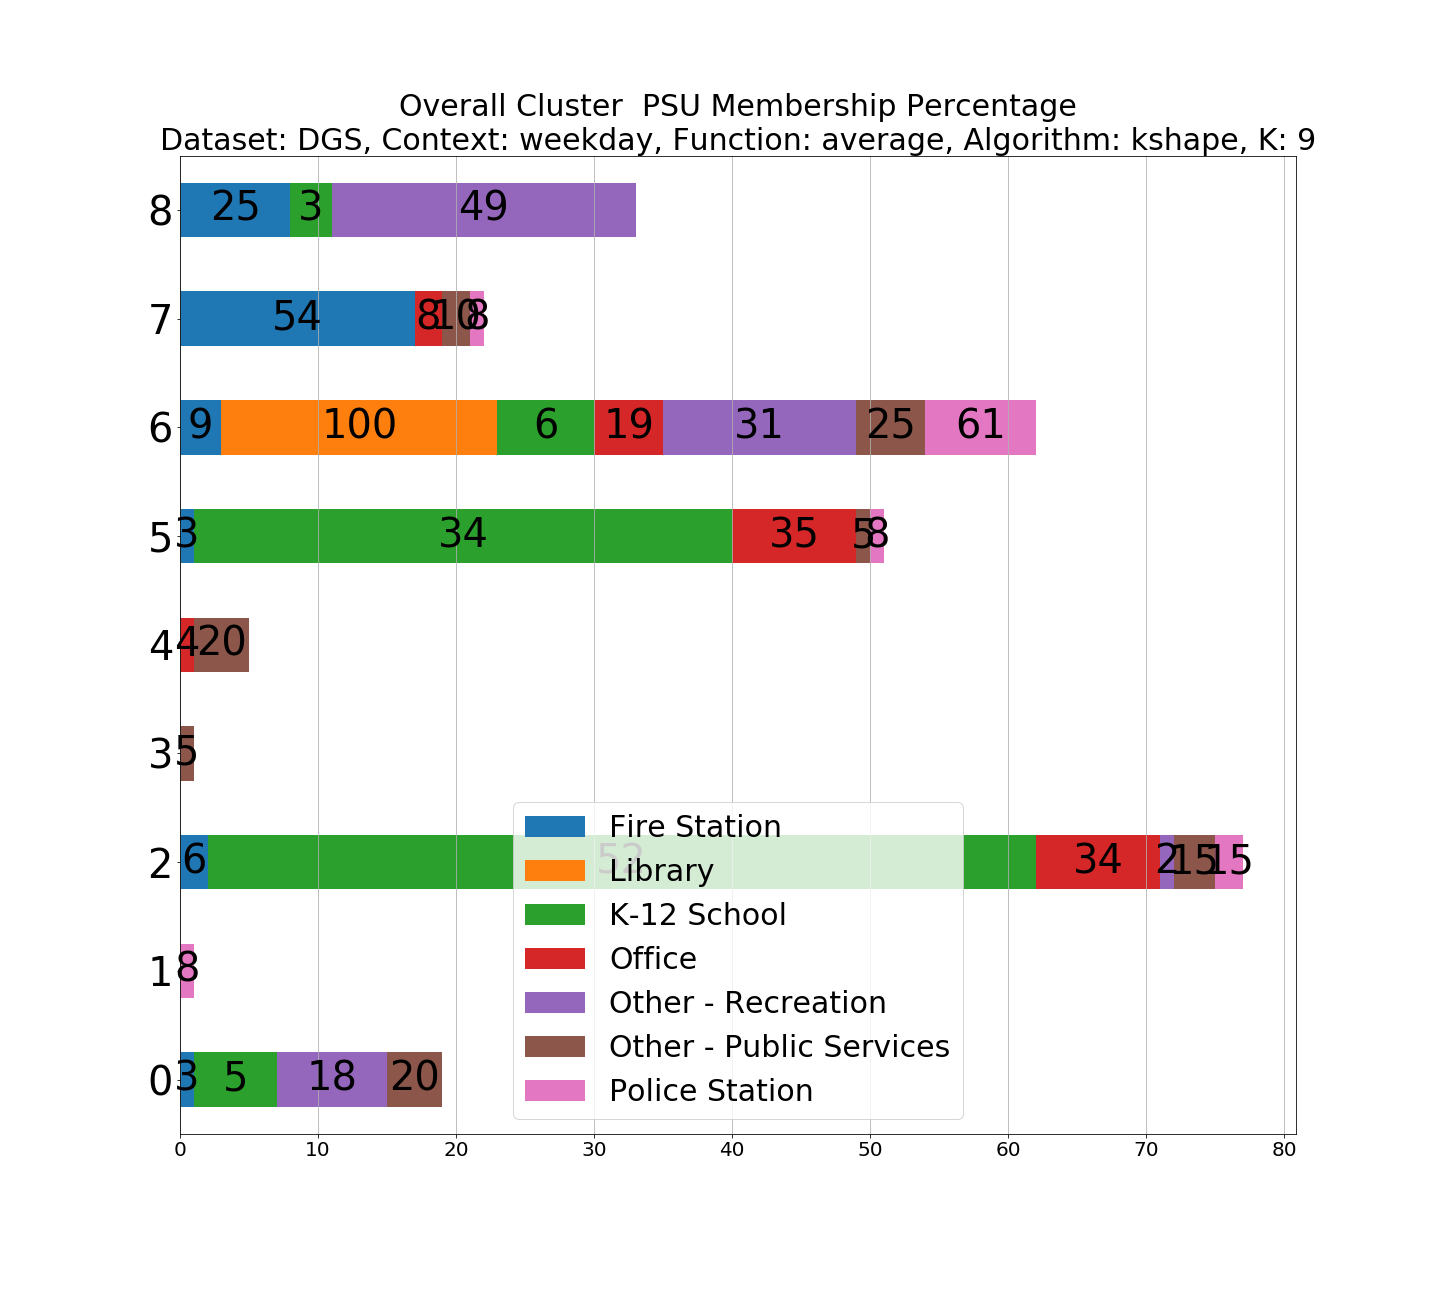 Overall Cluster  PSU Membership Percentage
Dataset: DGS, Context: weekday, Function: average, Algorithm: kshape, K: 9
8 25 3 49
7 54 8 10 8
6 9 100 6 19 31 25 61
5 3 34 35 5 8
4 4 20
3 5
2 6 52 34 2 15 15
1 8
0 3 5 18 20
Fire Station
Library
K-12 School
Office
Other - Recreation
Other - Public Services
Police Station
0 10 20 30 40 50 60 70 80